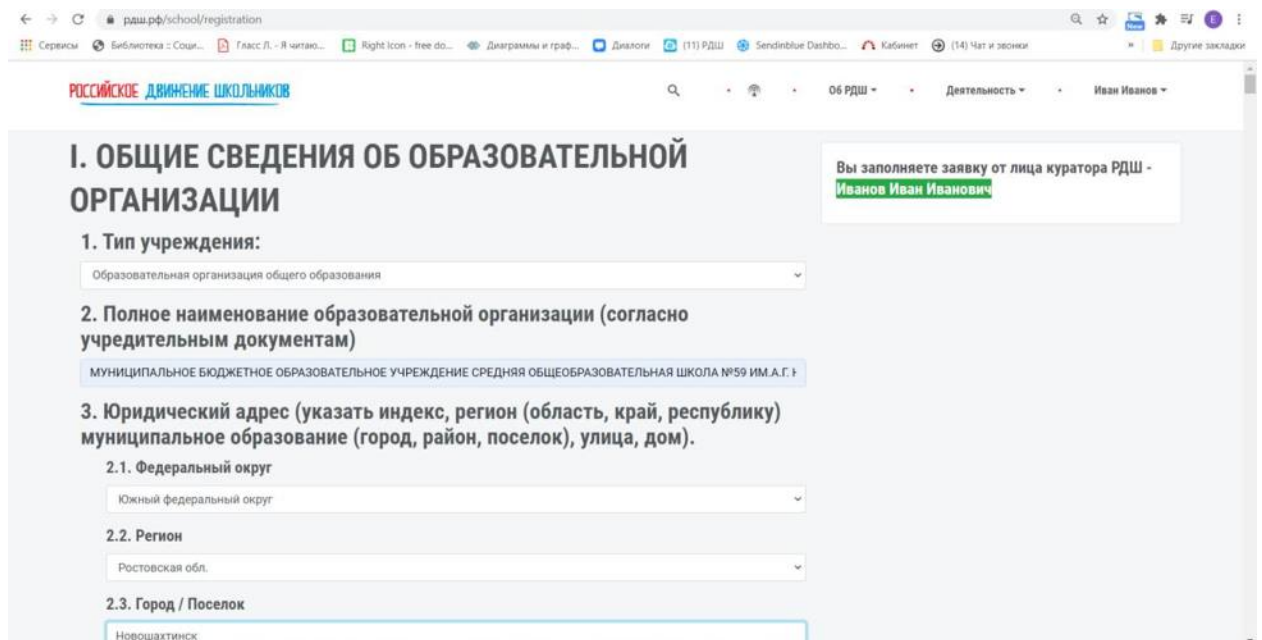 рдш.рф/school/registration
Сервисы Библиотека :: Соци... Гласс Л. - Я читаю... Right Icon - free do... Диаграммы и граф... Диалоги (11) РДШ Sendinblue Dashbo... Кабинет (14) Чат и звонки » Другие закладки
New
E
РОССИЙСКОЕ ДВИЖЕНИЕ ШКОЛЬНИКОВ
Об РДШ Деятельность Иван Иванов
I. ОБЩИЕ СВЕДЕНИЯ ОБ ОБРАЗОВАТЕЛЬНОЙ
ОРГАНИЗАЦИИ
Вы заполняете заявку от лица куратора РДШ -
Иванов Иван Иванович
1. Тип учреждения:
Образовательная организация общего образования
2. Полное наименование образовательной организации (согласно
учредительным документам)
МУНИЦИПАЛЬНОЕ БЮДЖЕТНОЕ ОБРАЗОВАТЕЛЬНОЕ УЧРЕЖДЕНИЕ СРЕДНЯЯ ОБЩЕОБРАЗОВАТЕЛЬНАЯ ШКОЛА №59 ИМ.А.Г.
3. Юридический адрес (указать индекс, регион (область, край, республику)
муниципальное образование (город, район, поселок), улица, дом).
2.1. Федеральный округ
Южный федеральный округ
2.2. Регион
Ростовская обл.
2.3. Город / Поселок
Новошахтинск